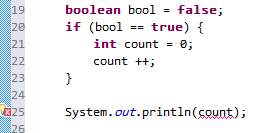 19 boolean bool = false;
20 if (bool == true) {
21 int count = 0;
22 count ++;
23 }
24
25 System.out.println(count);
26